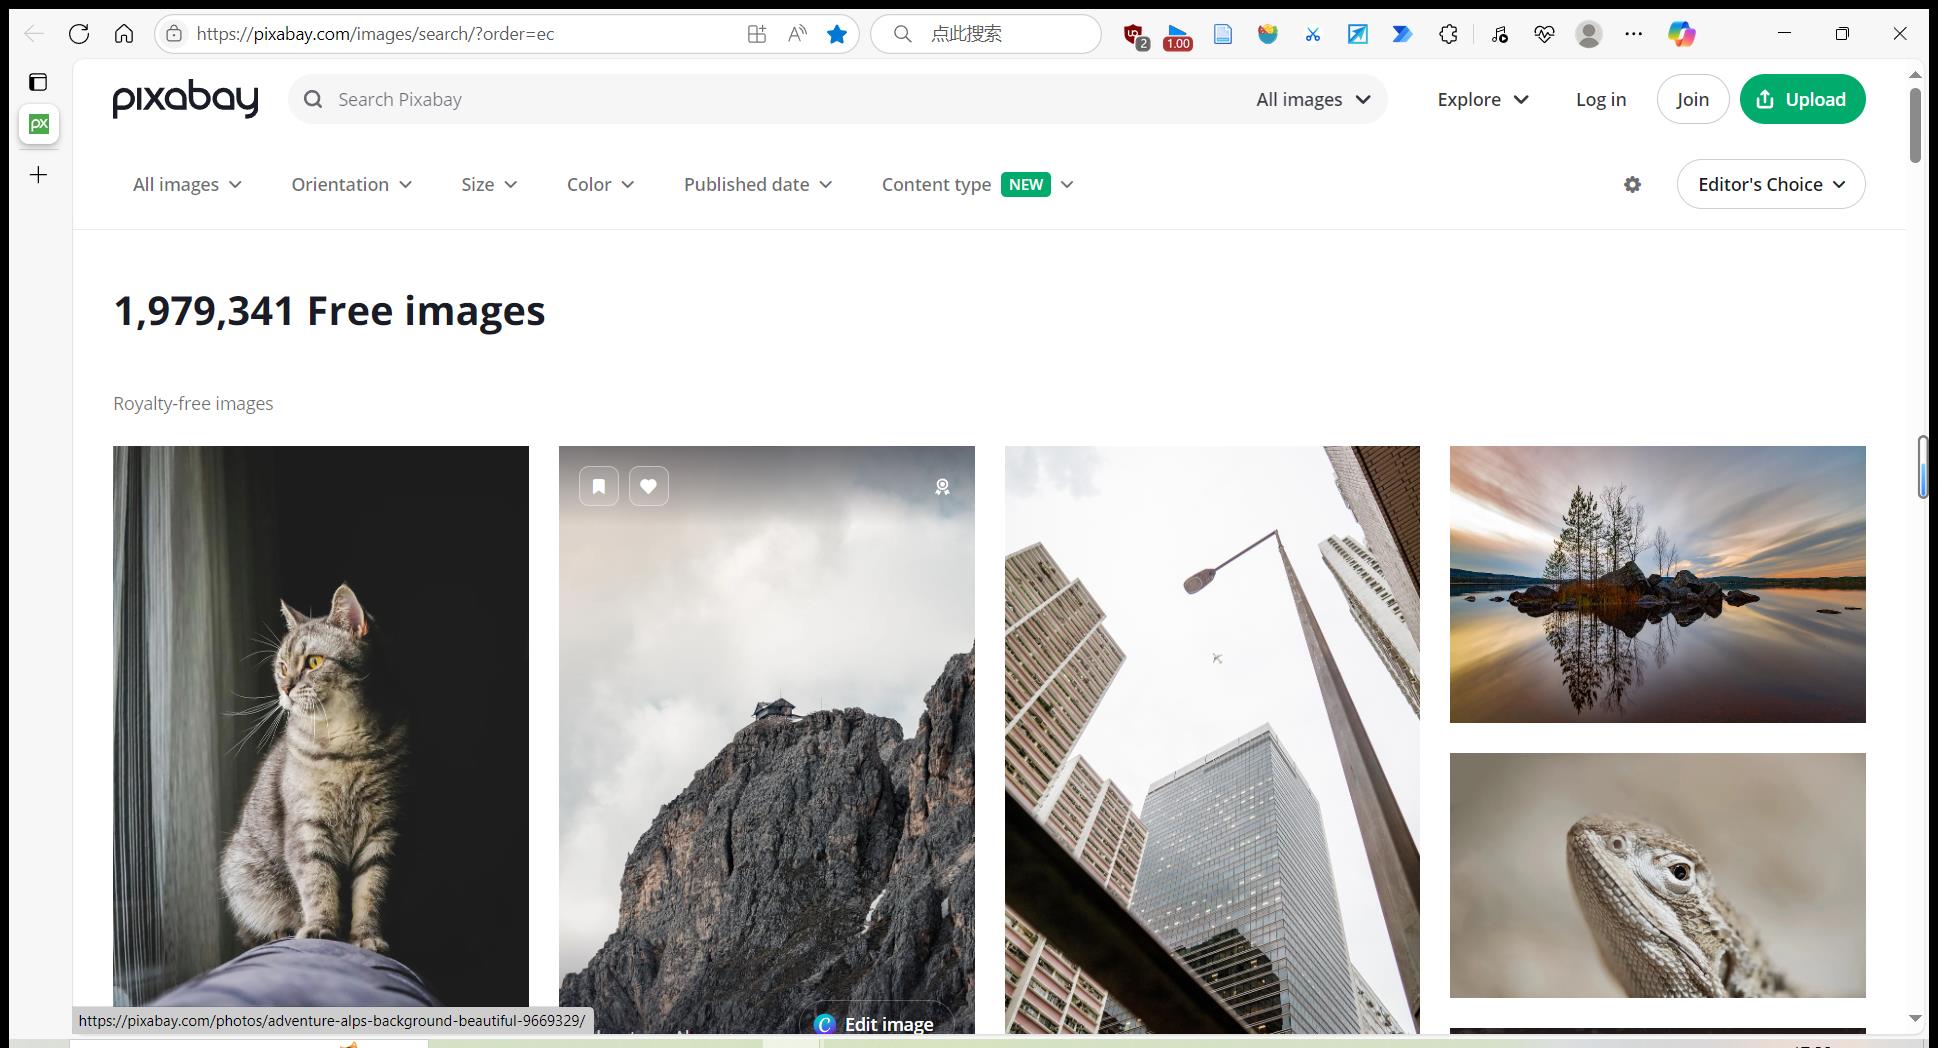 https://pixabay.com/images/search/?order=ec
点此搜索
2
1.00
px
pixabay
Search Pixabay
All images
Explore
Log in
Join
Upload
All images
Orientation
Size
Color
Published date
Content type
NEW
Editor's Choice
1,979,341 Free images
Royalty-free images
Edit image
https://pixabay.com/photos/adventure-alps-background-beautiful-9669329/